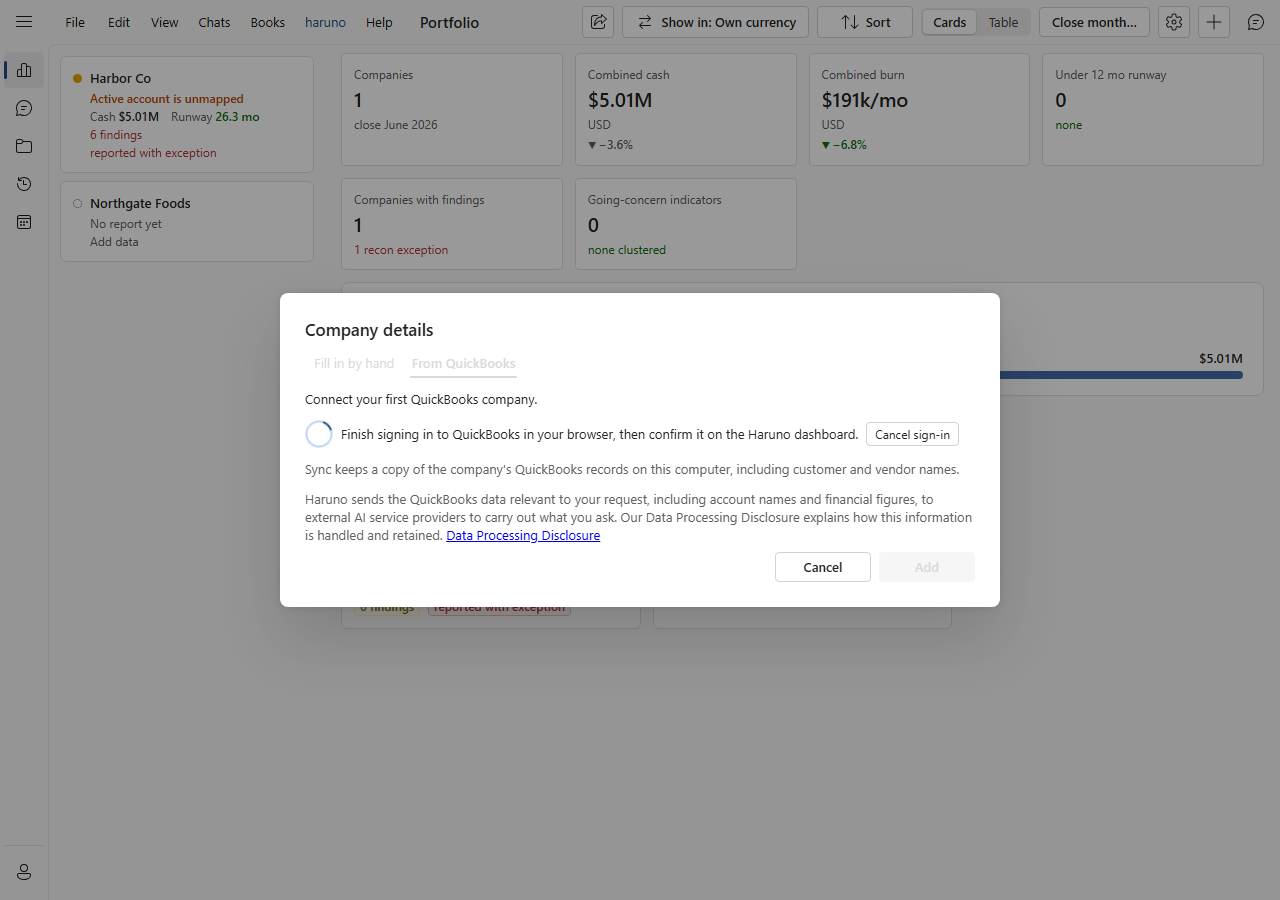 File Edit View Chats Books haruno Help Portfolio Show in: Own currency Sort Cards Table Close month...
Harbor Co
Active account is unmapped
Cash $5.01M Runway 26.3 mo
6 findings
reported with exception
Northgate Foods
No report yet
Add data
Companies
1
close June 2026
Combined cash
$5.01M
USD
▼ −3.6%
Combined burn
$191k/mo
USD
▼ −6.8%
Under 12 mo runway
0
none
Companies with findings
1
1 recon exception
Going-concern indicators
0
none clustered
$5.01M
Company details
Fill in by hand From QuickBooks
Connect your first QuickBooks company.
Finish signing in to QuickBooks in your browser, then confirm it on the Haruno dashboard. Cancel sign-in
Sync keeps a copy of the company's QuickBooks records on this computer, including customer and vendor names.
Haruno sends the QuickBooks data relevant to your request, including account names and financial figures, to
external AI service providers to carry out what you ask. Our Data Processing Disclosure explains how this information
is handled and retained. Data Processing Disclosure
Cancel Add
findings reported with exception